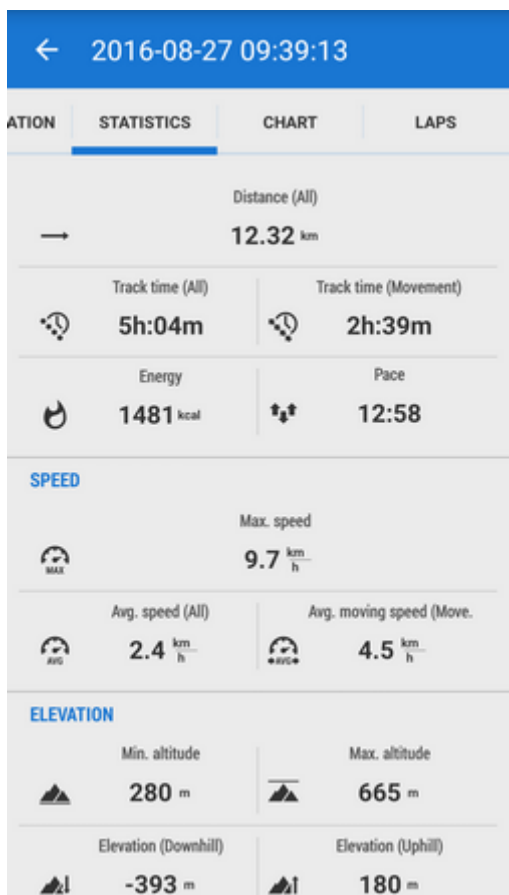 2016-08-27 09:39:13
ATION STATISTICS CHART LAPS
Distance (All)
12.32 km
Track time (All) Track time (Movement)
5h:04m 2h:39m
Energy Pace
1481 kcal 12:58
SPEED
Max. speed
MAX 9.7 km/h
Avg. speed (All) Avg. moving speed (Move.
AVG 2.4 km/h AVG 4.5 km/h
ELEVATION
Min. altitude Max. altitude
280 m 665 m
Elevation (Downhill) Elevation (Uphill)
-393 m 180 m